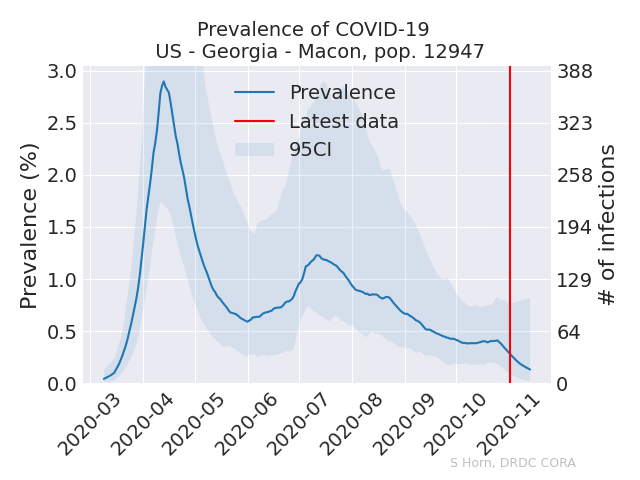 Prevalence of COVID-19
US - Georgia - Macon, pop. 12947
Prevalence
Latest data
95CI
Prevalence (%)
3.0
2.5
2.0
1.5
1.0
0.5
0.0
# of infections
388
323
258
194
129
64
0
2020-03
2020-04
2020-05
2020-06
2020-07
2020-08
2020-09
2020-10
2020-11
S Horn, DRDC CORA